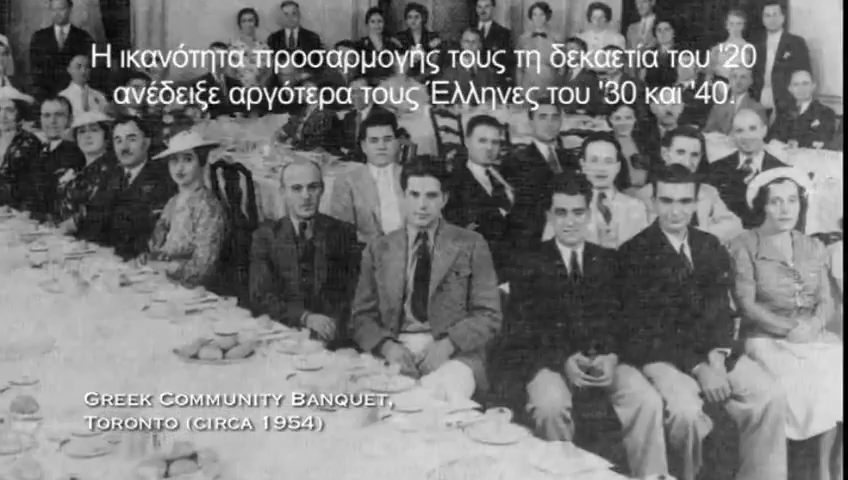 Η ικανότητα προσαρμογής τους τη δεκαετία του '20
ανέδειξε αργότερα τους Έλληνες του '30 και '40.
GREEK COMMUNITY BANQUET,
TORONTO (CIRCA 1954)